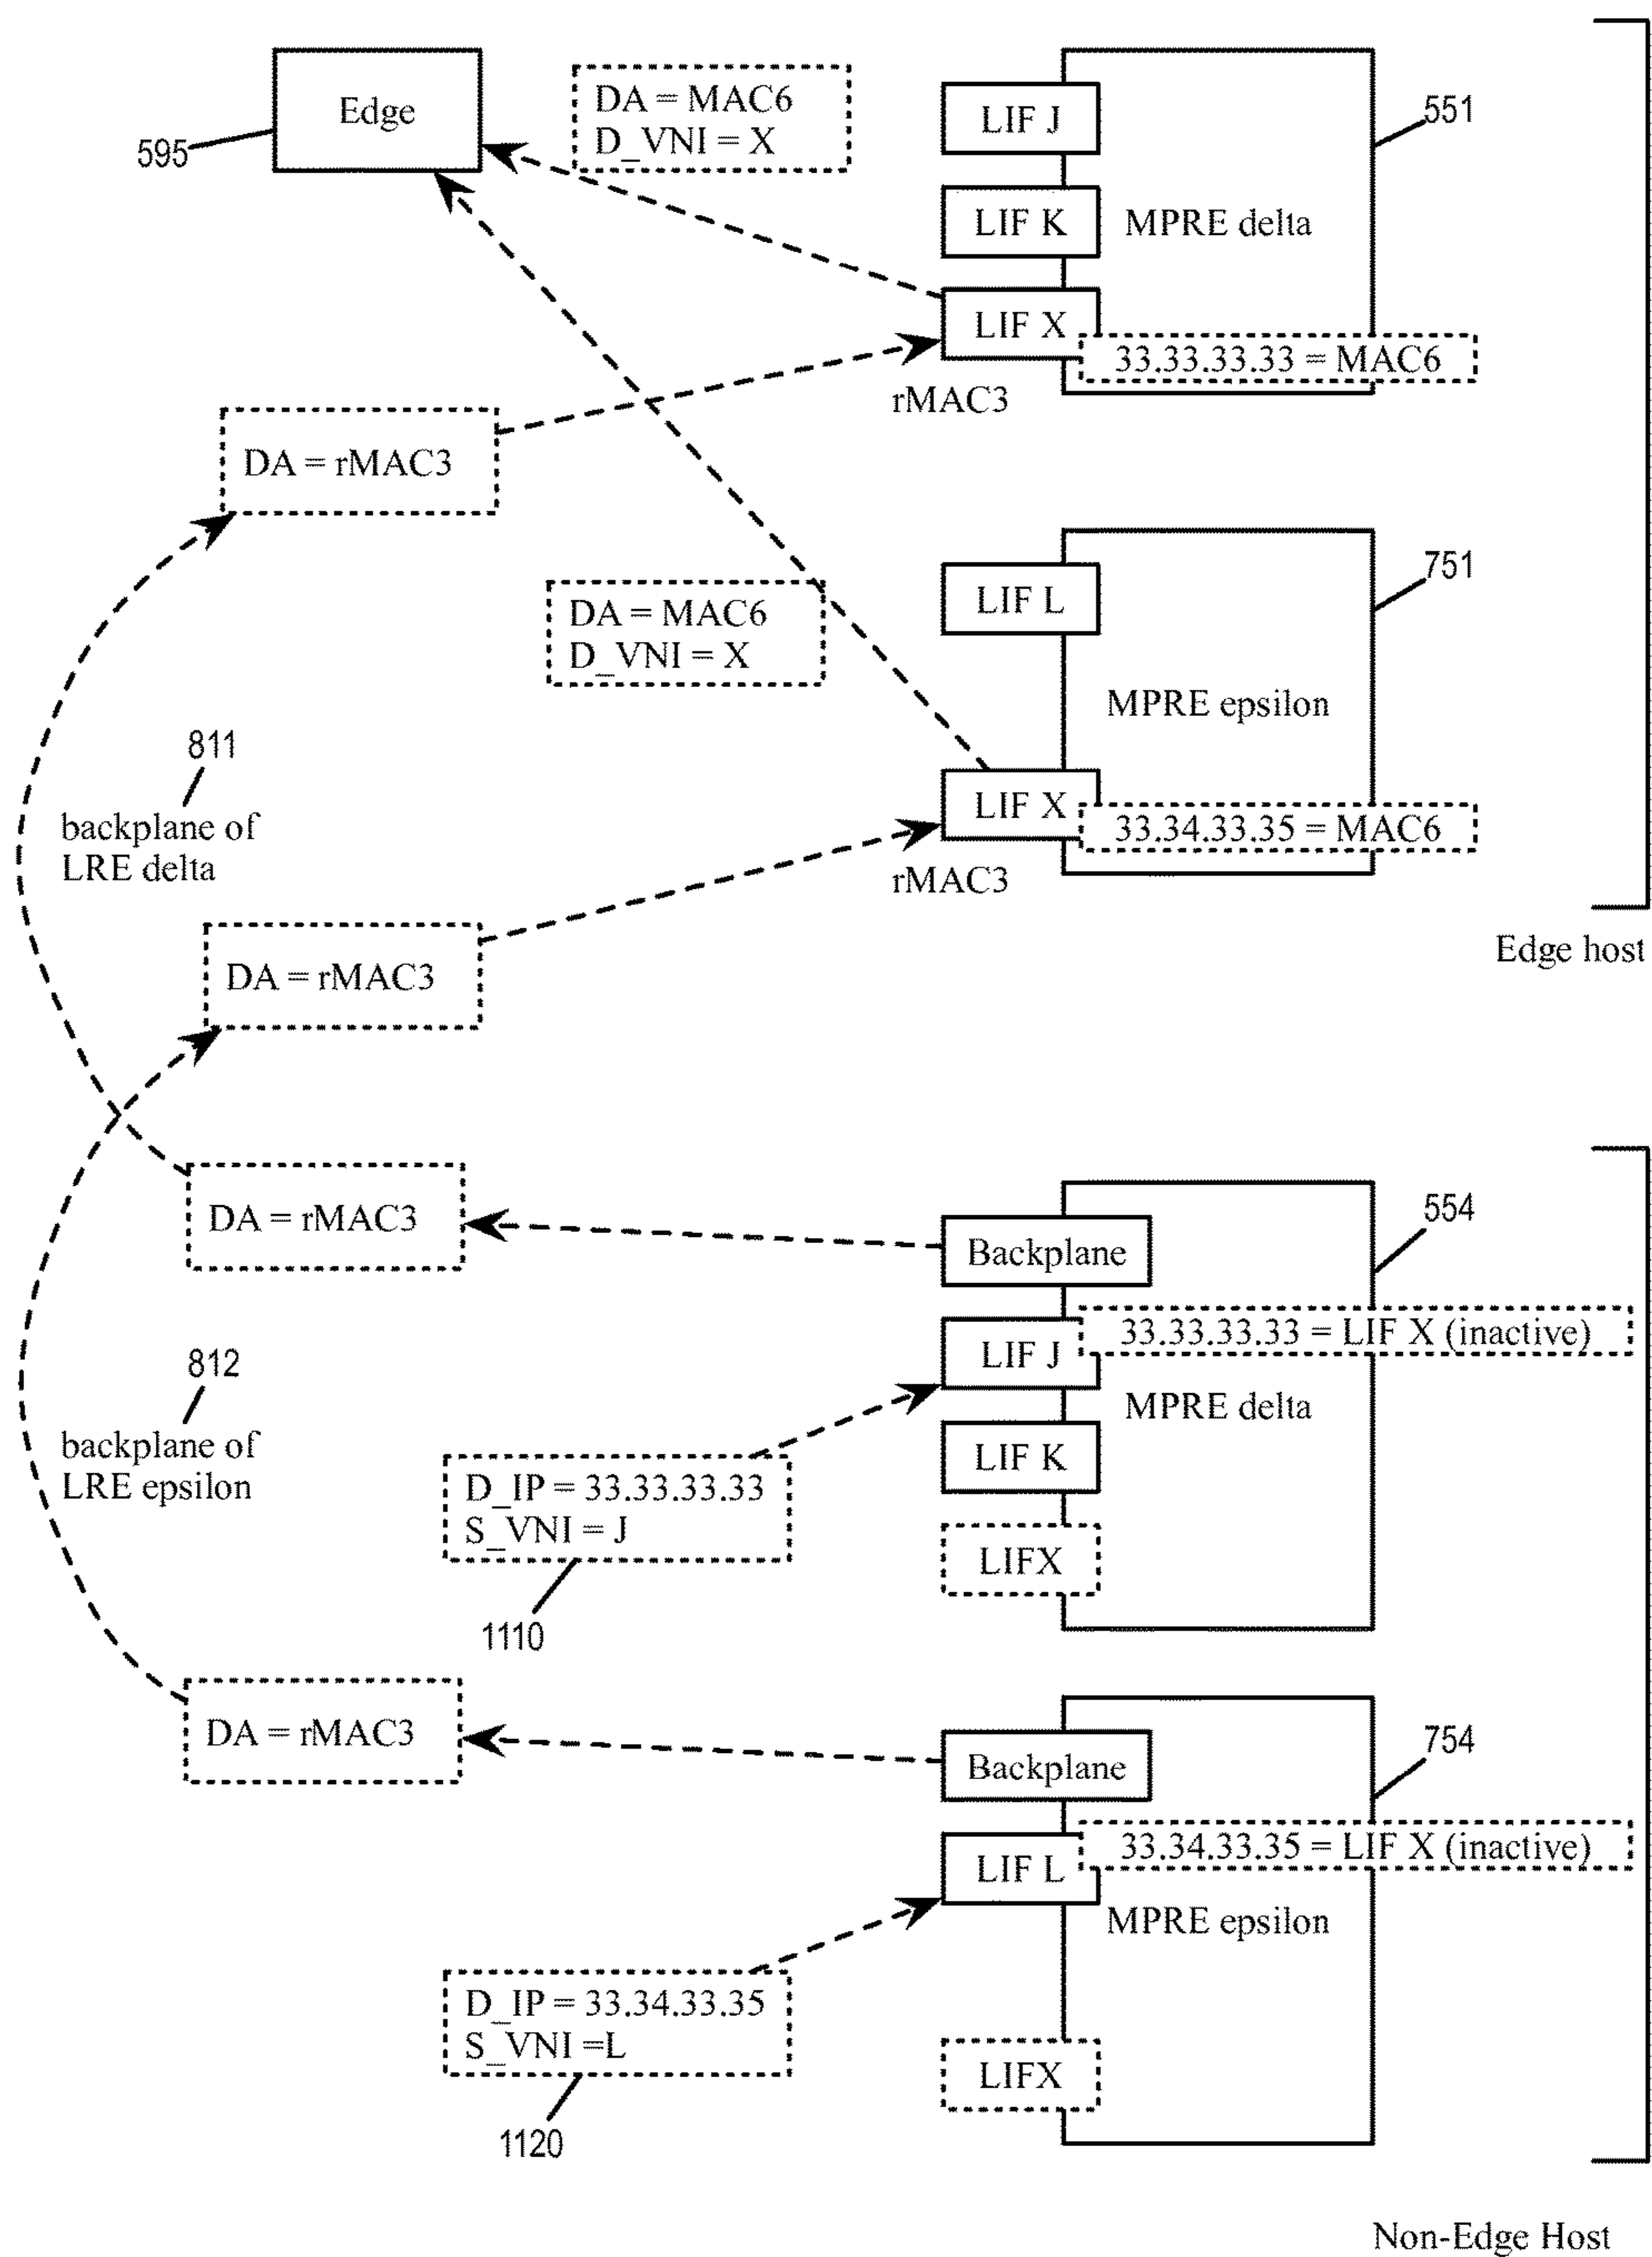 Edge
595
DA = MAC6
D_VNI = X
LIF J
551
LIF K
MPRE delta
LIF X
33.33.33.33 = MAC6
rMAC3
DA = rMAC3
LIF L
751
DA = MAC6
D_VNI = X
MPRE epsilon
811
backplane of
LRE delta
LIF X
33.34.33.35 = MAC6
rMAC3
DA = rMAC3
Edge host
DA = rMAC3
Backplane
554
33.33.33.33 = LIF X (inactive)
LIF J
812
MPRE delta
backplane of
LRE epsilon
LIF K
D_IP = 33.33.33.33
S_VNI = J
LIFX
1110
DA = rMAC3
Backplane
754
33.34.33.35 = LIF X (inactive)
LIF L
MPRE epsilon
D_IP = 33.34.33.35
S_VNI =L
LIFX
1120
Non-Edge Host